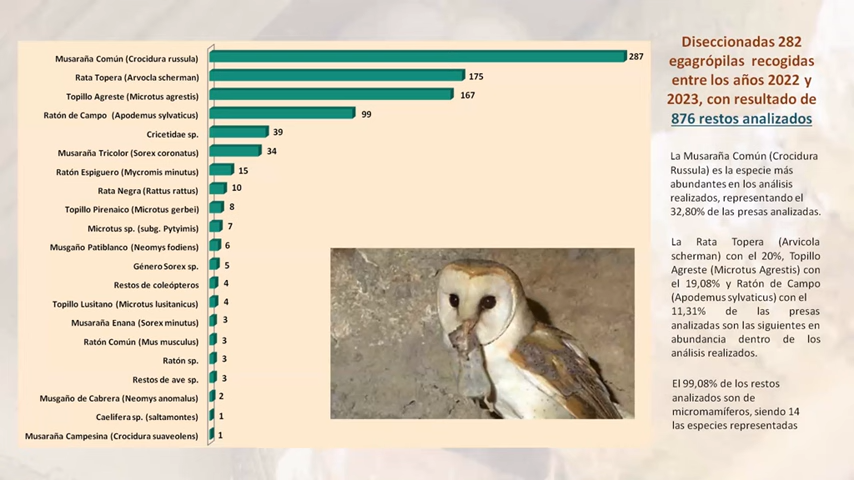 Musaraña Común (Crocidura russula) 287
Rata Topera (Arvocla scherman) 175
Topillo Agreste (Microtus agrestis) 167
Ratón de Campo (Apodemus sylvaticus) 99
Cricetidae sp. 39
Musaraña Tricolor (Sorex coronatus) 34
Ratón Espiguero (Mycromis minutus) 15
Rata Negra (Rattus rattus) 10
Topillo Pirenaico (Microtus gerbei) 8
Microtus sp. (subg. Pytyimis) 7
Musgaño Patiblanco (Neomys fodiens) 6
Género Sorex sp. 5
Restos de coleópteros 4
Topillo Lusitano (Microtus lusitanicus) 4
Musaraña Enana (Sorex minutus) 3
Ratón Común (Mus musculus) 3
Ratón sp. 3
Restos de ave sp. 3
Musgaño de Cabrera (Neomys anomalus) 2
Caelifera sp. (saltamontes) 1
Musaraña Campesina (Crocidura suaveolens) 1
Diseccionadas 282
egagrópilas recogidas
entre los años 2022 y
2023, con resultado de
876 restos analizados
La Musaraña Común (Crocidura
Russula) es la especie más
abundantes en los análisis
realizados, representando el
32,80% de las presas analizadas.
La Rata Topera (Arvicola
scherman) con el 20%, Topillo
Agreste (Microtus Agrestis) con
el 19,08% y Ratón de Campo
(Apodemus sylvaticus) con el
11,31% de las presas
analizadas son las siguientes en
abundancia dentro de los
análisis realizados.
El 99,08% de los restos
analizados son de
micromamíferos, siendo 14
las especies representadas